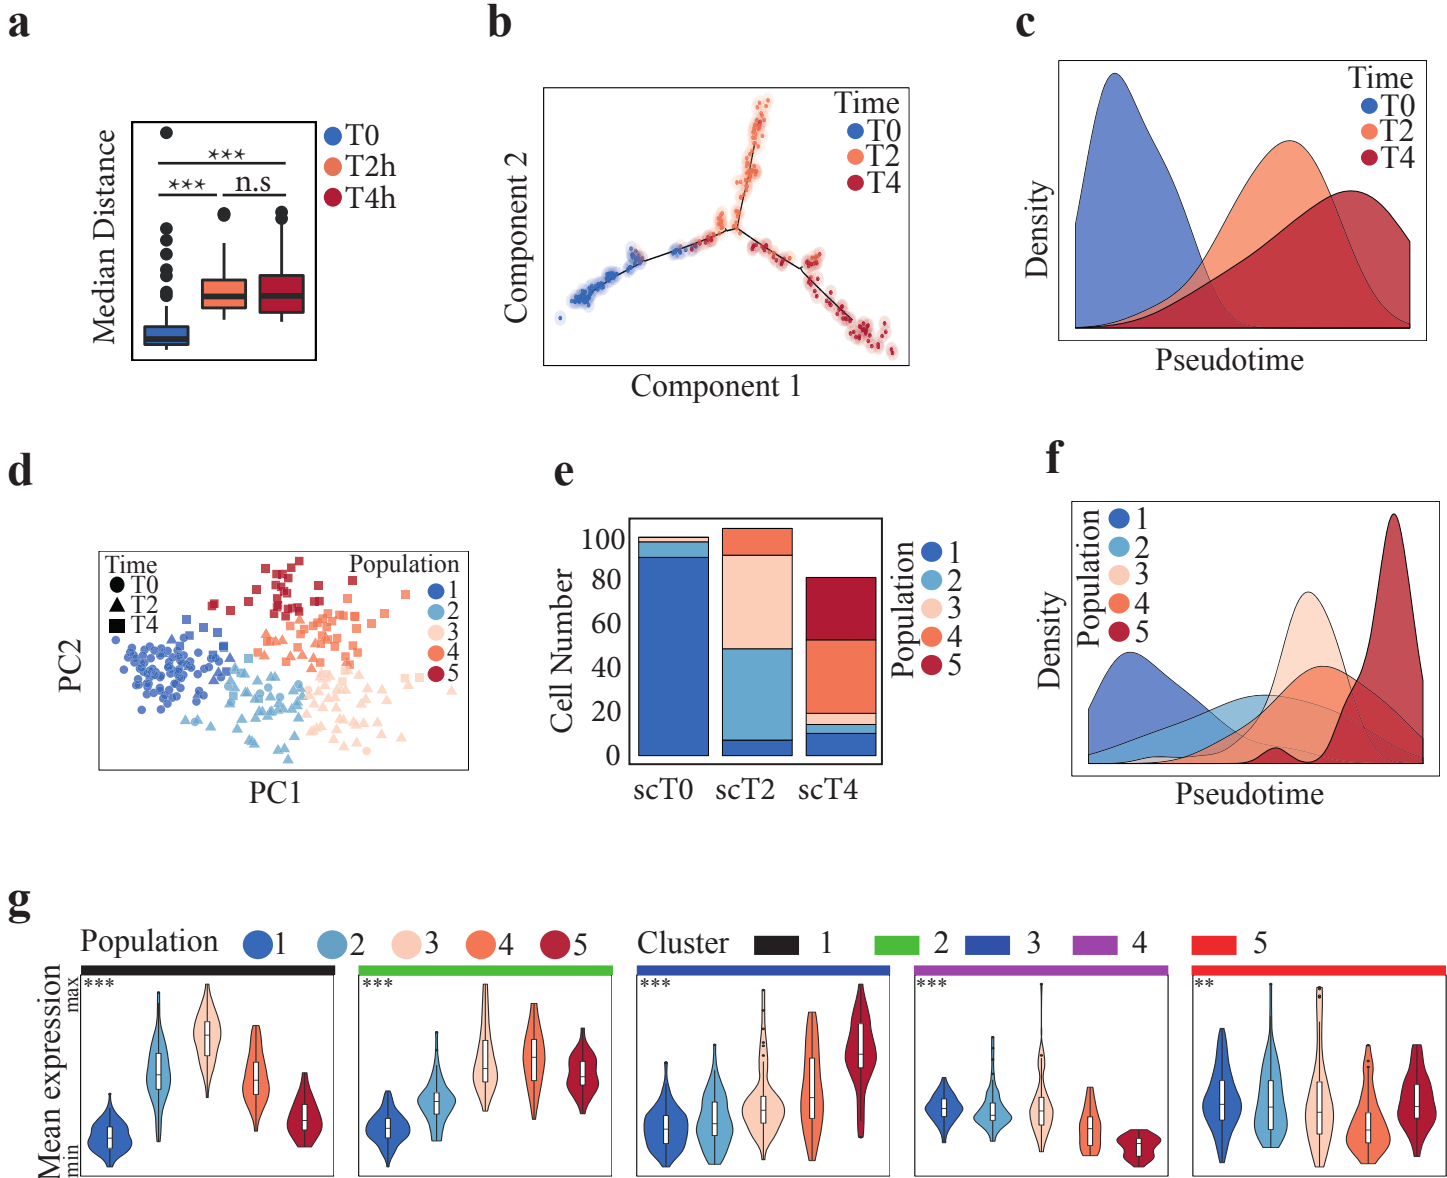 a
Median Distance
***
***
n.s
T0
T2h
T4h
b
Component 2
Component 1
Time
T0
T2
T4
c
Density
Pseudotime
Time
T0
T2
T4
d
PC2
PC1
Time
T0
T2
T4
Population
1
2
3
4
5
e
Cell Number
100
80
60
40
20
0
scT0 scT2 scT4
Population
1
2
3
4
5
f
Density
Pseudotime
Population
1
2
3
4
5
g
Population 1 2 3 4 5
Cluster 1 2 3 4 5
Mean expression
max
min
***
***
***
***
**